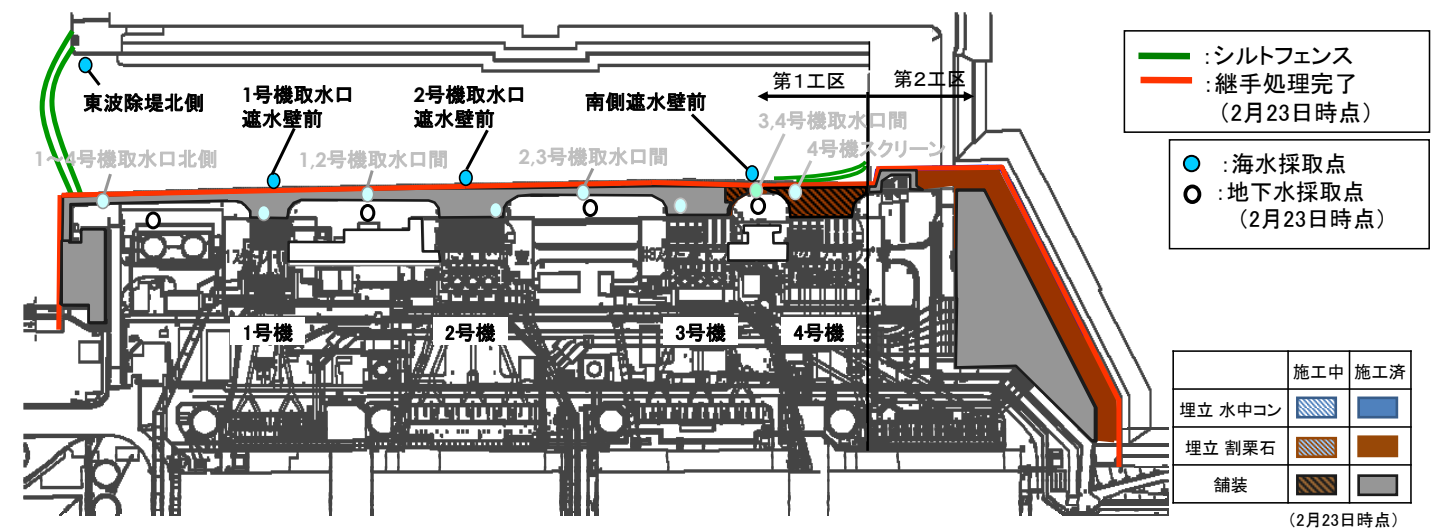 :シルトフェンス
:継手処理完了
(2月23日時点)
:海水採取点
:地下水採取点
(2月23日時点)
第1工区
第2工区
東波除堤北側
1号機取水口
遮水壁前
2号機取水口
遮水壁前
南側遮水壁前
3,4号機取水口間
4号機スクリーン
1~4号機取水口北側
1,2号機取水口間
2,3号機取水口間
1号機
2号機
3号機
4号機
施工中 施工済
埋立 水中コン
埋立 割栗石
舗装
(2月23日時点)